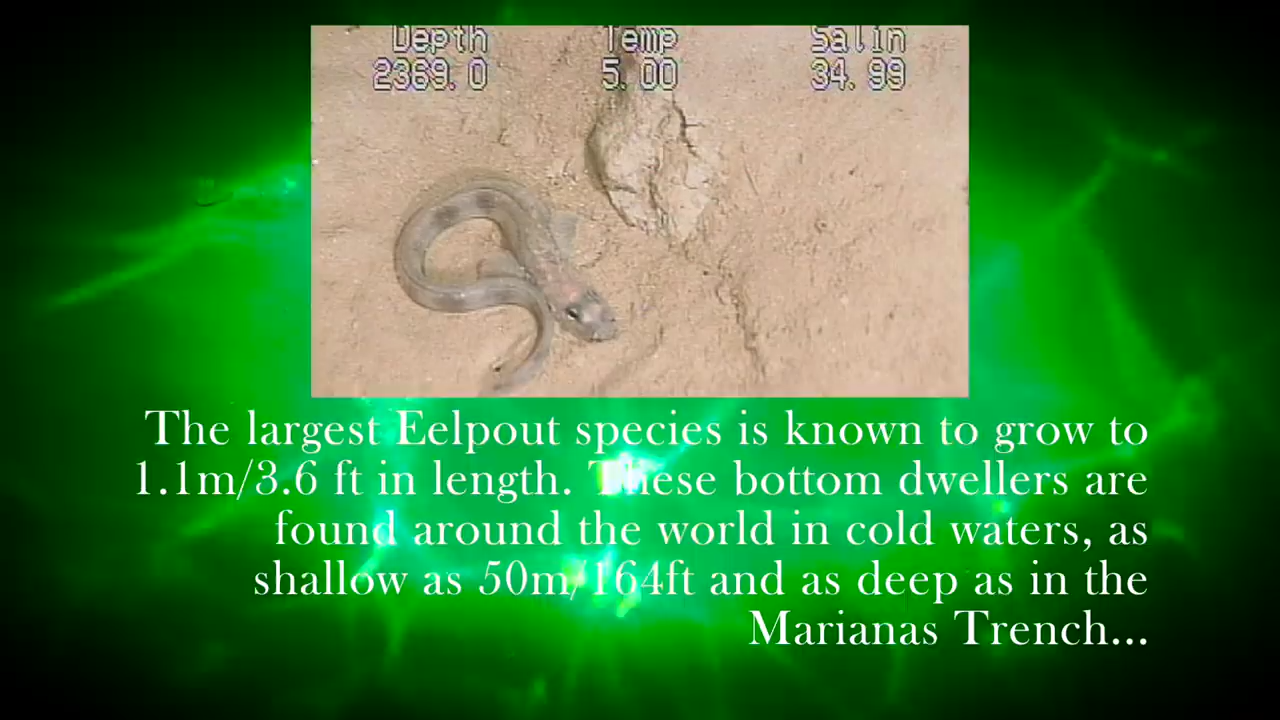 Depth Temp Salin
2369.0 5.00 34.99
The largest Eelpout species is known to grow to
1.1m/3.6 ft in length. These bottom dwellers are
found around the world in cold waters, as
shallow as 50m/164ft and as deep as in the
Marianas Trench...